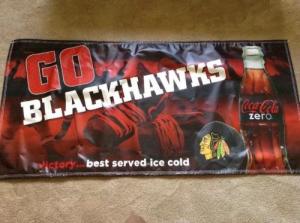 GO
BLACKHAWKS
Coca-Cola
zero
victory... best served ice cold